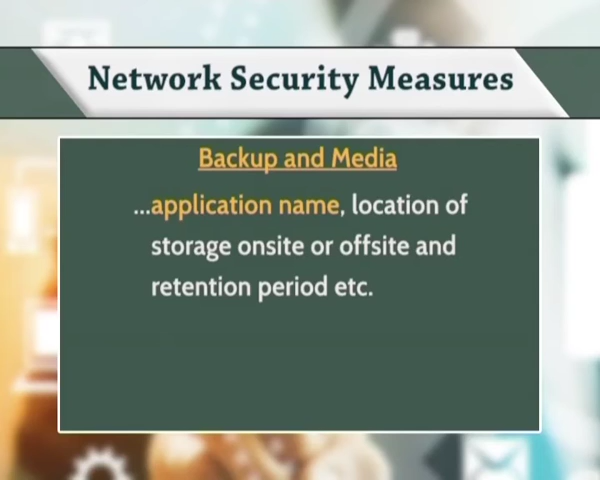 Network Security Measures
Backup and Media
...application name, location of
storage onsite or offsite and
retention period etc.